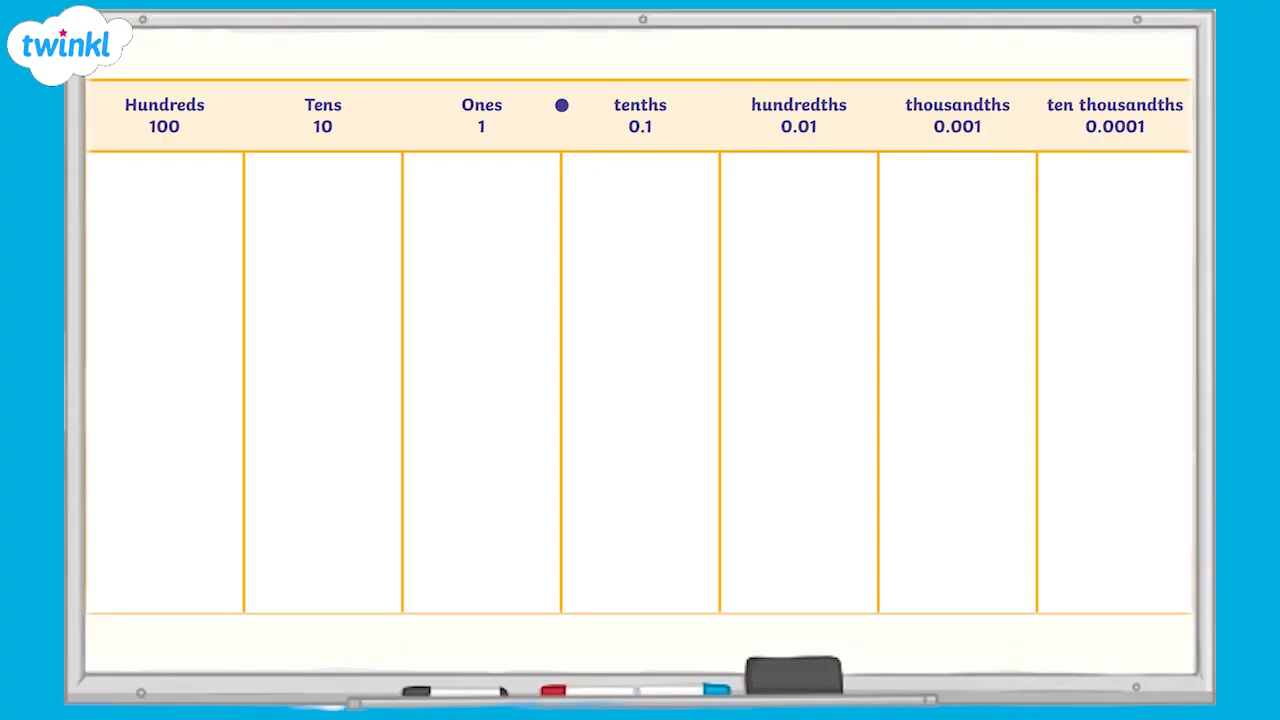 twinkl
Hundreds Tens Ones tenths hundredths thousandths ten thousandths
100 10 1 0.1 0.01 0.001 0.0001